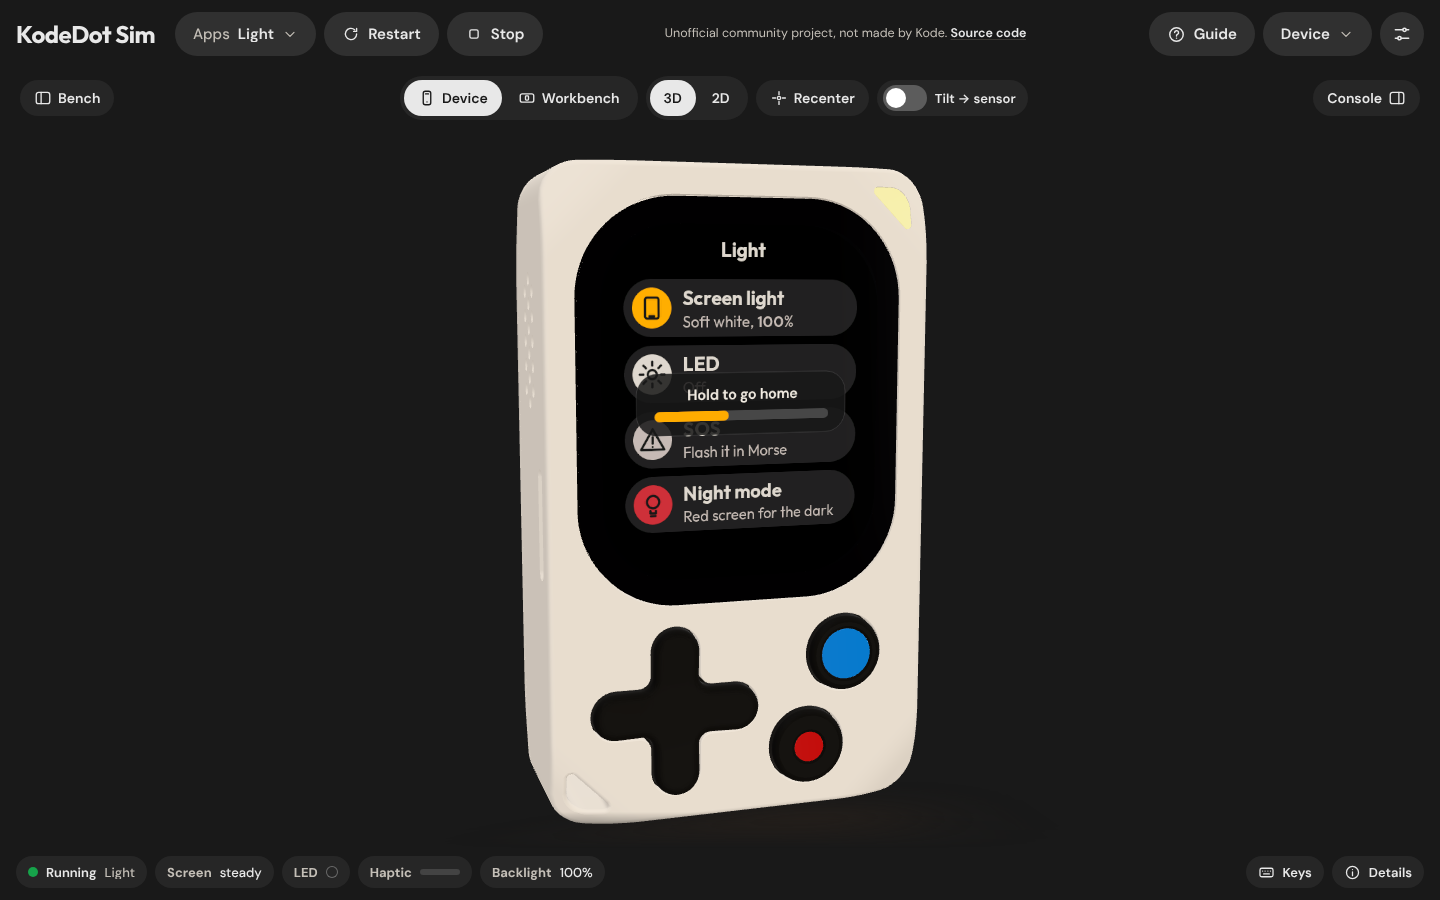 KodeDot Sim
Apps Light
Restart
Stop
Unofficial community project, not made by Kode. Source code
Guide
Device
Bench
Device
Workbench
3D
2D
Recenter
Tilt → sensor
Console
Light
Screen light
Soft white, 100%
LED
Off
Hold to go home
SOS
Flash it in Morse
Night mode
Red screen for the dark
Running Light
Screen steady
LED
Haptic
Backlight 100%
Keys
Details